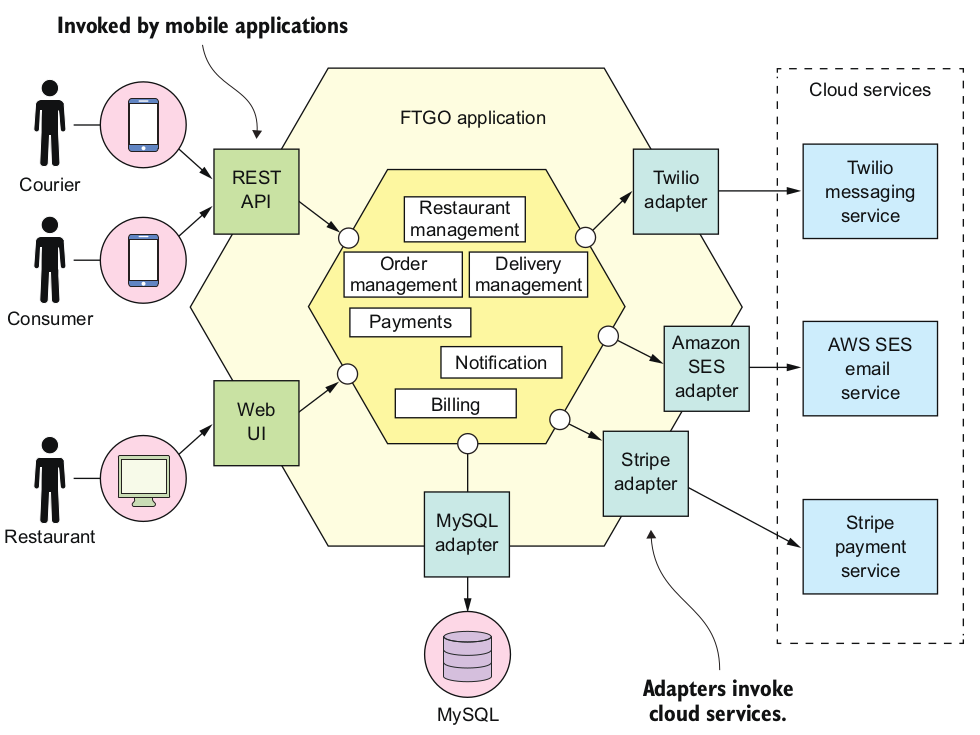 Invoked by mobile applications
Courier
Consumer
Restaurant
REST
API
Web
UI
FTGO application
Restaurant
management
Order
management
Delivery
management
Payments
Notification
Billing
MySQL
adapter
MySQL
Twilio
adapter
Amazon
SES
adapter
Stripe
adapter
Cloud services
Twilio
messaging
service
AWS SES
email
service
Stripe
payment
service
Adapters invoke
cloud services.